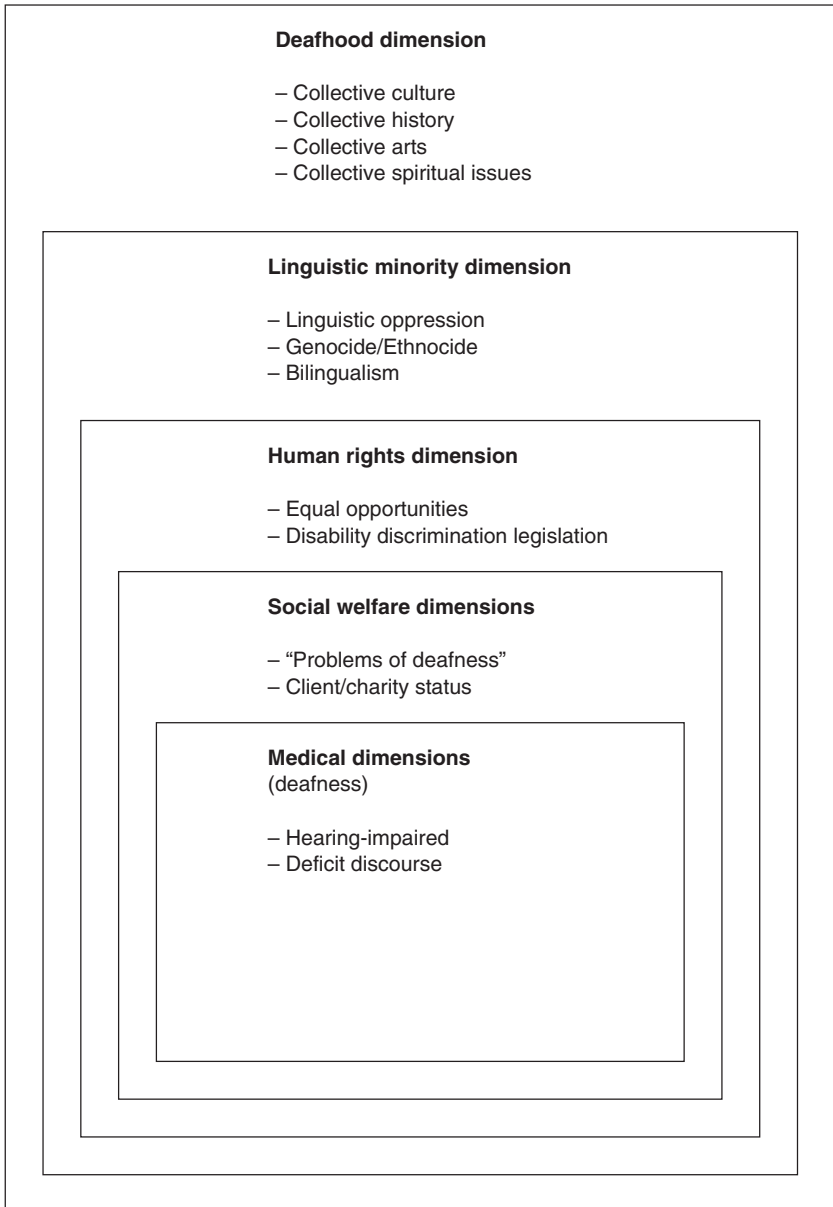 Deafhood dimension
– Collective culture
– Collective history
– Collective arts
– Collective spiritual issues
Linguistic minority dimension
– Linguistic oppression
– Genocide/Ethnocide
– Bilingualism
Human rights dimension
– Equal opportunities
– Disability discrimination legislation
Social welfare dimensions
– “Problems of deafness”
– Client/charity status
Medical dimensions
(deafness)
– Hearing-impaired
– Deficit discourse